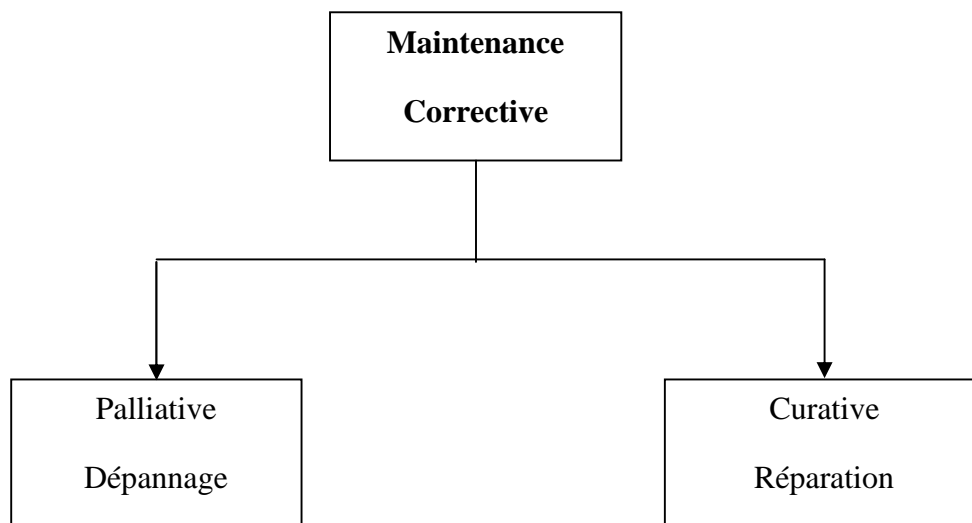 Maintenance
Corrective
Palliative
Dépannage
Curative
Réparation